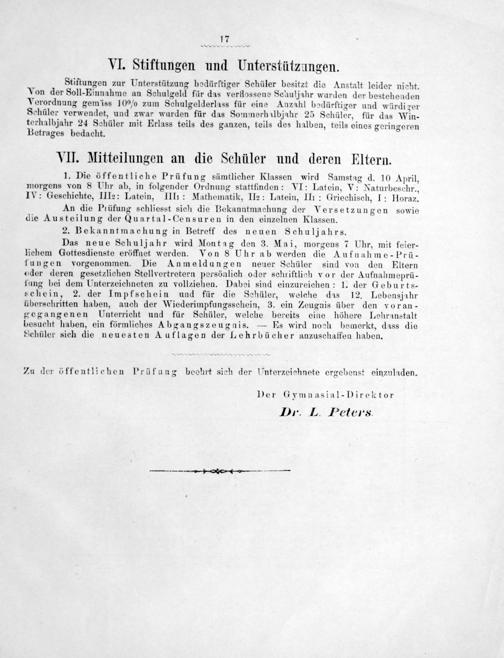 17
VI. Stiftungen und Unterstützungen.
Stiftungen zur Unterstützung bedürftiger Schüler besitzt die Anstalt leider nicht.
Von der Soll-Einnahme an Schulgeld für das verflossene Schuljahr wurden der bestehenden
Verordnung gemäss 10% zum Schulgelderlass für eine Anzahl bedürftiger und würdiger
Schüler verwendet, und zwar wurden für das Sommerhalbjahr 25 Schüler, für das Win-
terhalbjahr 24 Schüler mit Erlass teils des ganzen, teils des halben, teils eines geringeren
Betrages bedacht.
VII. Mitteilungen an die Schüler und deren Eltern.
1. Die öffentliche Prüfung sämtlicher Klassen wird Samstag d. 10 April,
morgens von 8 Uhr ab, in folgender Ordnung stattfinden: VI: Latein, V: Naturbeschr.,
IV: Geschichte, III2: Latein, III1: Mathematik, II2: Latein, II1: Griechisch, I: Horaz.
An die Prüfung schliesst sich die Bekanntmachung der Versetzungen sowie
die Austeilung der Quartal-Censuren in den einzelnen Klassen.
2. Bekanntmachung in Betreff des neuen Schuljahrs.
Das neue Schuljahr wird Montag den 3. Mai, morgens 7 Uhr, mit feier-
lichem Gottesdienste eröffnet werden. Von 8 Uhr ab werden die Aufnahme-Prü-
fungen vorgenommen. Die Anmeldungen neuer Schüler sind von den Eltern
oder deren gesetzlichen Stellvertretern persönlich oder schriftlich vor der Aufnahmeprü-
fung bei dem Unterzeichneten zu vollziehen. Dabei sind einzureichen: 1. der Geburts-
schein, 2. der Impfschein und für die Schüler, welche das 12. Lebensjahr
überschritten haben, auch der Wiederimpfungsschein, 3. ein Zeugnis über den voran-
gegangenen Unterricht und für Schüler, welche bereits eine höhere Lehranstalt
besucht haben, ein förmliches Abgangszeugnis. — Es wird noch bemerkt, dass die
Schüler sich die neuesten Auflagen der Lehrbücher anzuschaffen haben.
Zu der öffentlichen Prüfung beehrt sich der Unterzeichnete ergebenst einzuladen.
Der Gymnasial-Direktor
Dr. L. Peters.